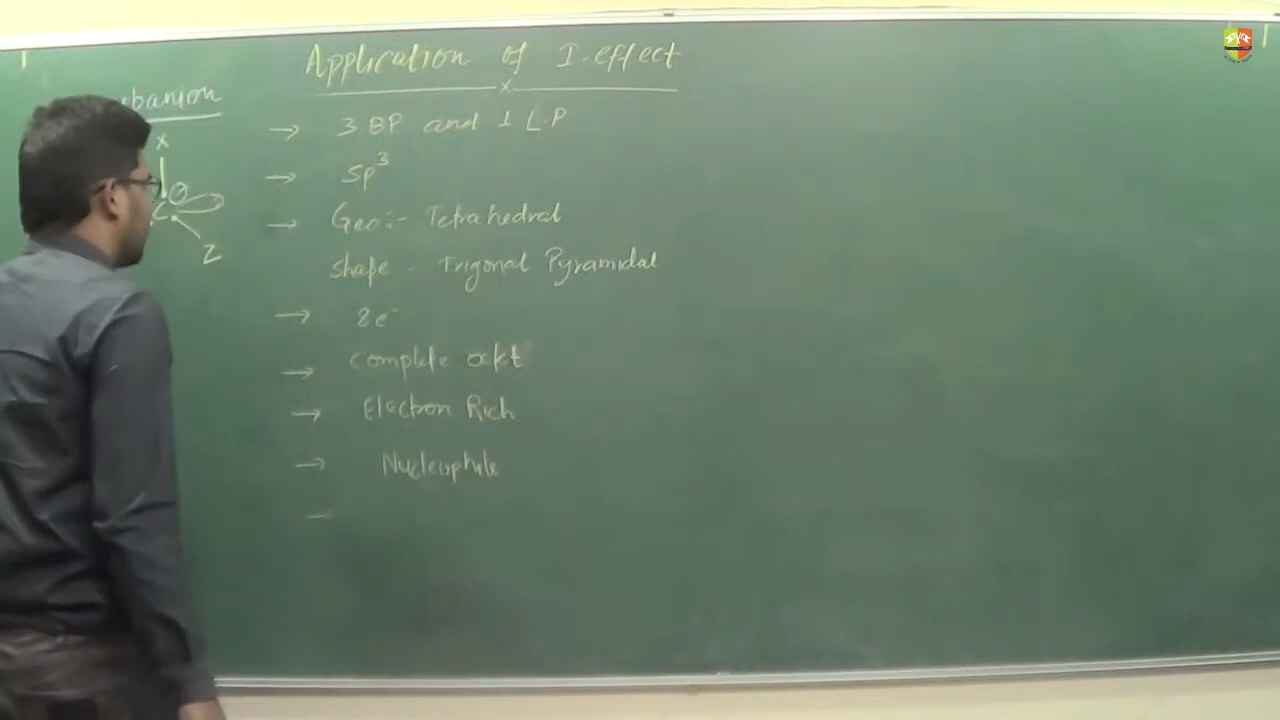 Application of I-effect
x
banion
X
C
Z
→ 3 BP and 1 L.P
→ Sp³
→ Geo:- Tetrahedral
shape - Trigonal Pyramidal
→ 8e⁻
→ complete octet
→ Electron Rich
→ Nucleophile